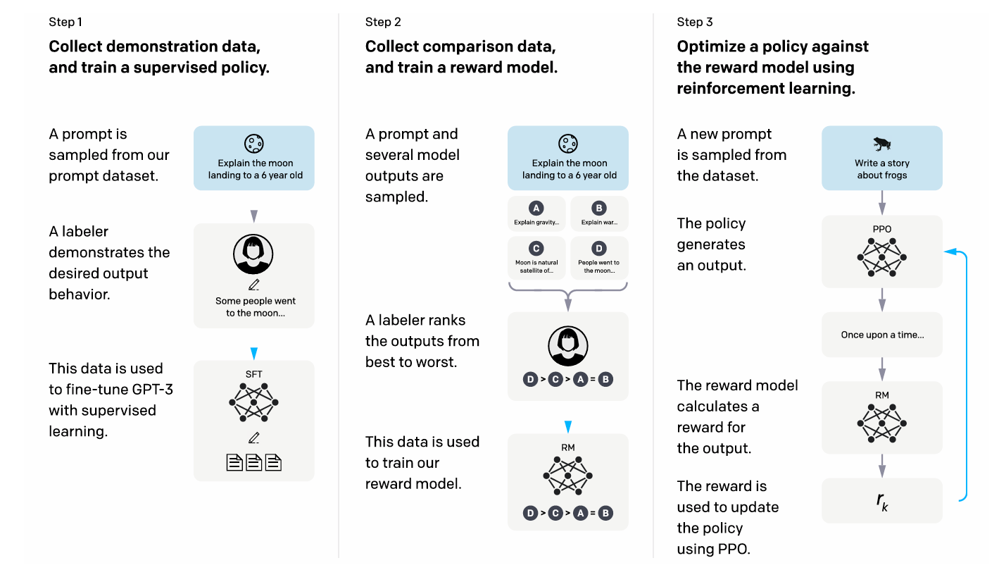 Step 1
Collect demonstration data,
and train a supervised policy.
A prompt is
sampled from our
prompt dataset.
Explain the moon
landing to a 6 year old
A labeler
demonstrates the
desired output
behavior.
Some people went
to the moon...
This data is used
to fine-tune GPT-3
with supervised
learning.
SFT
Step 2
Collect comparison data,
and train a reward model.
A prompt and
several model
outputs are
sampled.
Explain the moon
landing to a 6 year old
A
Explain gravity...
B
Explain war...
C
Moon is natural
satellite of...
D
People went to
the moon...
A labeler ranks
the outputs from
best to worst.
D > C > A = B
This data is used
to train our
reward model.
RM
D > C > A = B
Step 3
Optimize a policy against
the reward model using
reinforcement learning.
A new prompt
is sampled from
the dataset.
Write a story
about frogs
The policy
generates
an output.
PPO
Once upon a time...
The reward model
calculates a
reward for
the output.
RM
The reward is
used to update
the policy
using PPO.
rk